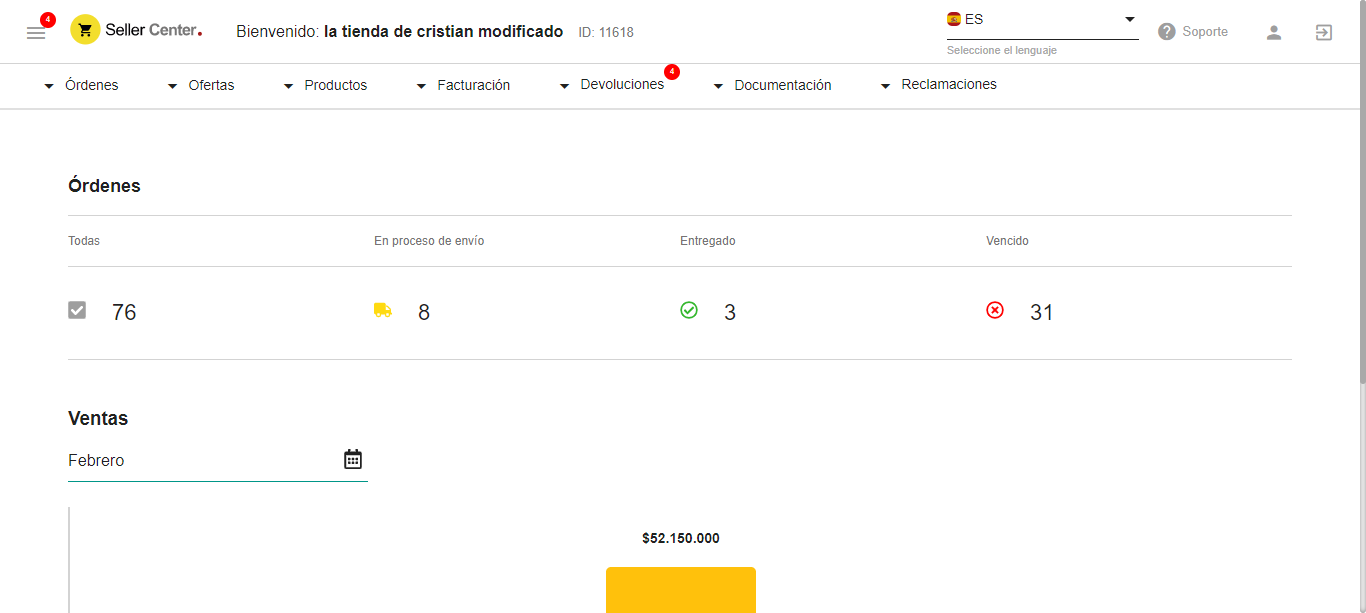 4
Seller Center.
Bienvenido: la tienda de cristian modificado ID: 11618
ES
Seleccione el lenguaje
Soporte
Órdenes
Ofertas
Productos
Facturación
Devoluciones 4
Documentación
Reclamaciones
Órdenes
Todas
En proceso de envío
Entregado
Vencido
76
8
3
31
Ventas
Febrero
$52.150.000